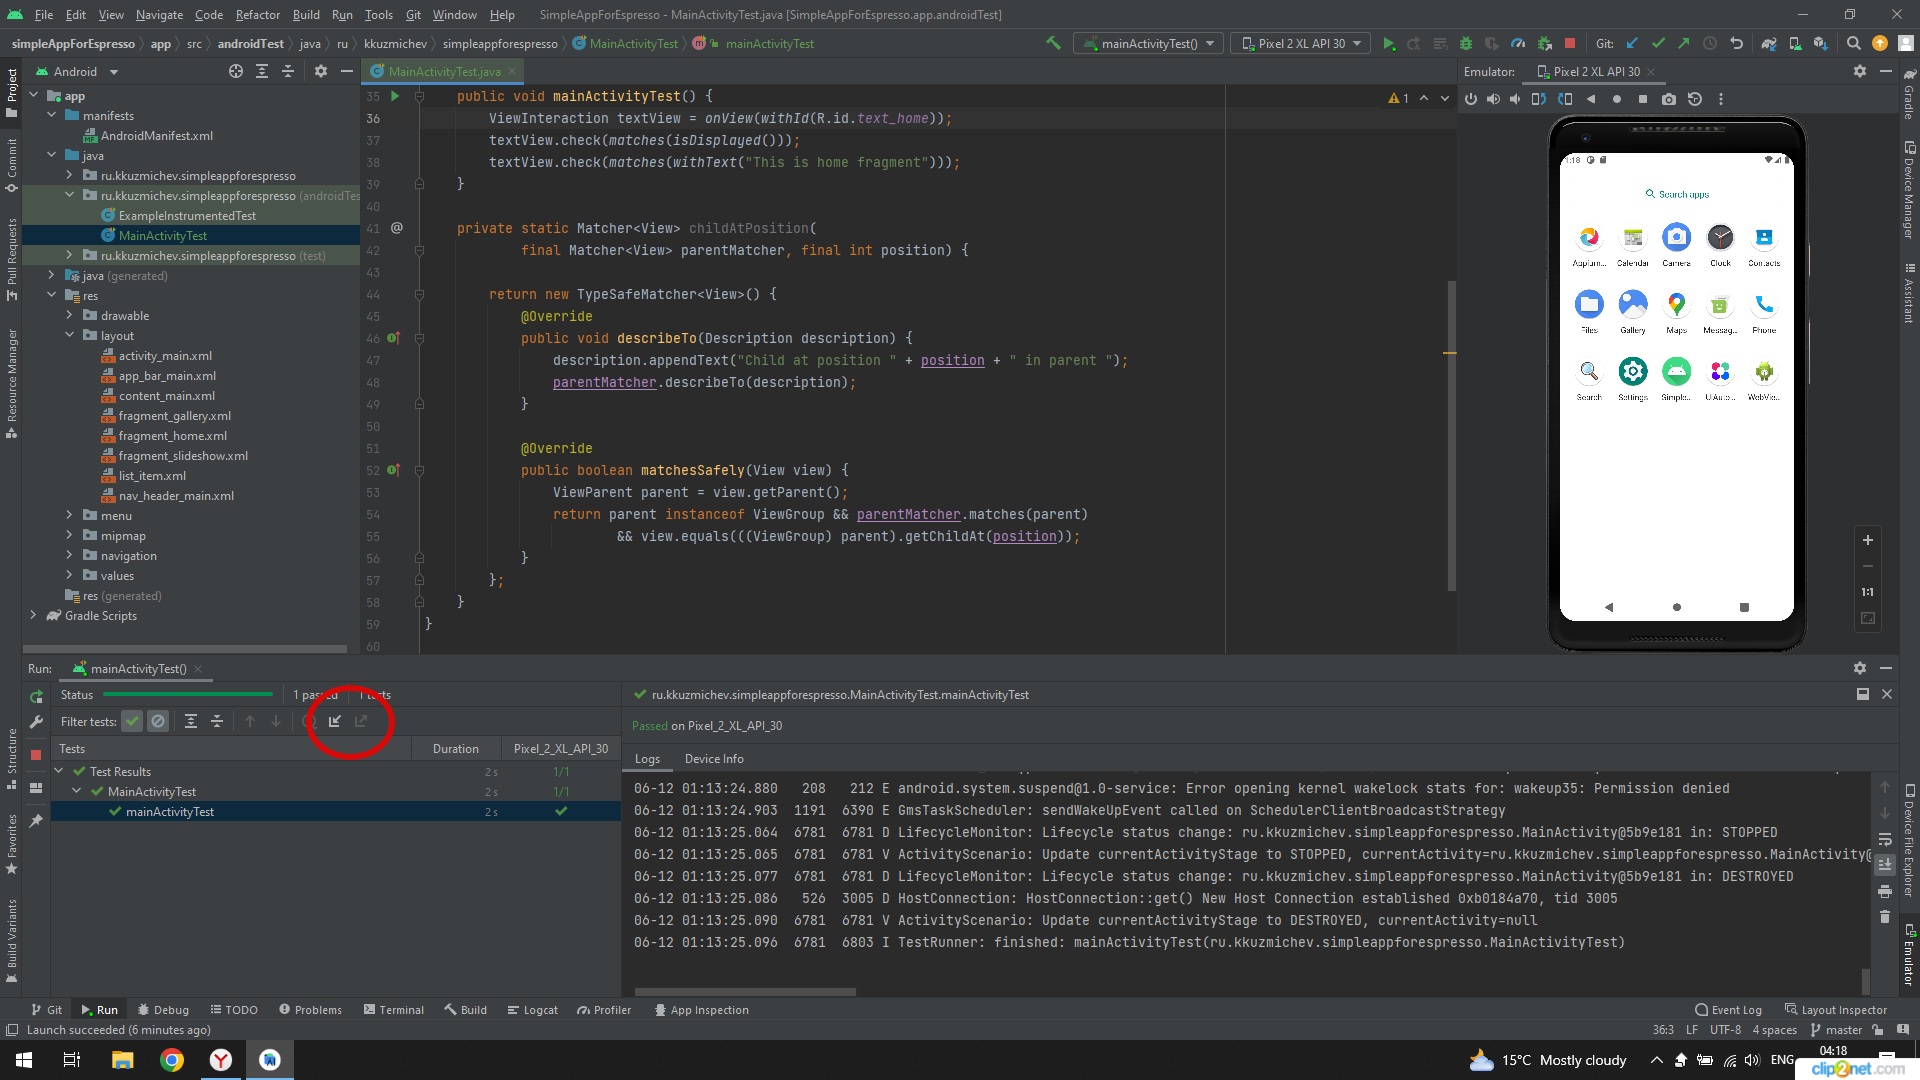 File Edit View Navigate Code Refactor Build Run Tools Git Window Help SimpleAppForEspresso - MainActivityTest.java [SimpleAppForEspresso.app.androidTest]
simpleAppForEspresso app src androidTest java ru kkuzmichev simpleappforespresso MainActivityTest mainActivityTest mainActivityTest() Pixel 2 XL API 30 Git:
Project
Commit
Pull Requests
Resource Manager
Structure
Favorites
Build Variants
Android
app
manifests
AndroidManifest.xml
java
ru.kkuzmichev.simpleappforespresso
ru.kkuzmichev.simpleappforespresso (androidTes
ExampleInstrumentedTest
MainActivityTest
ru.kkuzmichev.simpleappforespresso (test)
java (generated)
res
drawable
layout
activity_main.xml
app_bar_main.xml
content_main.xml
fragment_gallery.xml
fragment_home.xml
fragment_slideshow.xml
list_item.xml
nav_header_main.xml
menu
mipmap
navigation
values
res (generated)
Gradle Scripts
MainActivityTest.java
1
35 public void mainActivityTest() {
36 ViewInteraction textView = onView(withId(R.id.text_home));
37 textView.check(matches(isDisplayed()));
38 textView.check(matches(withText("This is home fragment")));
39 }
40
41 @ private static Matcher<View> childAtPosition(
42 final Matcher<View> parentMatcher, final int position) {
43
44 return new TypeSafeMatcher<View>() {
45 @Override
46 public void describeTo(Description description) {
47 description.appendText("Child at position " + position + " in parent ");
48 parentMatcher.describeTo(description);
49 }
50
51 @Override
52 public boolean matchesSafely(View view) {
53 ViewParent parent = view.getParent();
54 return parent instanceof ViewGroup && parentMatcher.matches(parent)
55 && view.equals(((ViewGroup) parent).getChildAt(position));
56 }
57 };
58 }
59 }
60
Emulator: Pixel 2 XL API 30
1:18
Search apps
Appium... Calendar Camera Clock Contacts
Files Gallery Maps Messag... Phone
Search Settings Simple... UiAuto... WebVie...
1:1
Gradle
Device Manager
Assistant
Device File Explorer
Emulator
Run: mainActivityTest()
Status 1 passed 1 tests
Filter tests:
Tests Duration Pixel_2_XL_API_30
Test Results 2 s 1/1
MainActivityTest 2 s 1/1
mainActivityTest 2 s
ru.kkuzmichev.simpleappforespresso.MainActivityTest.mainActivityTest
Passed on Pixel_2_XL_API_30
Logs Device Info
06-12 01:13:24.880 208 212 E android.system.suspend@1.0-service: Error opening kernel wakelock stats for: wakeup35: Permission denied
06-12 01:13:24.903 1191 6390 E GmsTaskScheduler: sendWakeUpEvent called on SchedulerClientBroadcastStrategy
06-12 01:13:25.064 6781 6781 D LifecycleMonitor: Lifecycle status change: ru.kkuzmichev.simpleappforespresso.MainActivity@5b9e181 in: STOPPED
06-12 01:13:25.065 6781 6781 V ActivityScenario: Update currentActivityStage to STOPPED, currentActivity=ru.kkuzmichev.simpleappforespresso.MainActivity@
06-12 01:13:25.077 6781 6781 D LifecycleMonitor: Lifecycle status change: ru.kkuzmichev.simpleappforespresso.MainActivity@5b9e181 in: DESTROYED
06-12 01:13:25.086 526 3005 D HostConnection: HostConnection::get() New Host Connection established 0xb0184a70, tid 3005
06-12 01:13:25.090 6781 6781 V ActivityScenario: Update currentActivityStage to DESTROYED, currentActivity=null
06-12 01:13:25.096 6781 6803 I TestRunner: finished: mainActivityTest(ru.kkuzmichev.simpleappforespresso.MainActivityTest)
Git Run Debug TODO Problems Terminal Build Logcat Profiler App Inspection Event Log Layout Inspector
Launch succeeded (6 minutes ago) 36:3 LF UTF-8 4 spaces master
15°C Mostly cloudy ENG 04:18
clip2net.com